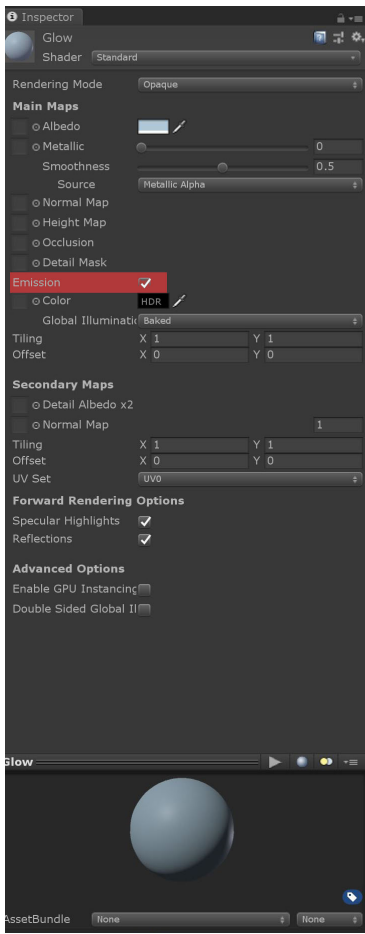 Inspector
Glow
Shader Standard
Rendering Mode Opaque
Main Maps
Albedo
Metallic 0
Smoothness 0.5
Source Metallic Alpha
Normal Map
Height Map
Occlusion
Detail Mask
Emission
Color HDR
Global Illuminatic Baked
Tiling X 1 Y 1
Offset X 0 Y 0
Secondary Maps
Detail Albedo x2
Normal Map 1
Tiling X 1 Y 1
Offset X 0 Y 0
UV Set UV0
Forward Rendering Options
Specular Highlights
Reflections
Advanced Options
Enable GPU Instancing
Double Sided Global Il
Glow
AssetBundle None None